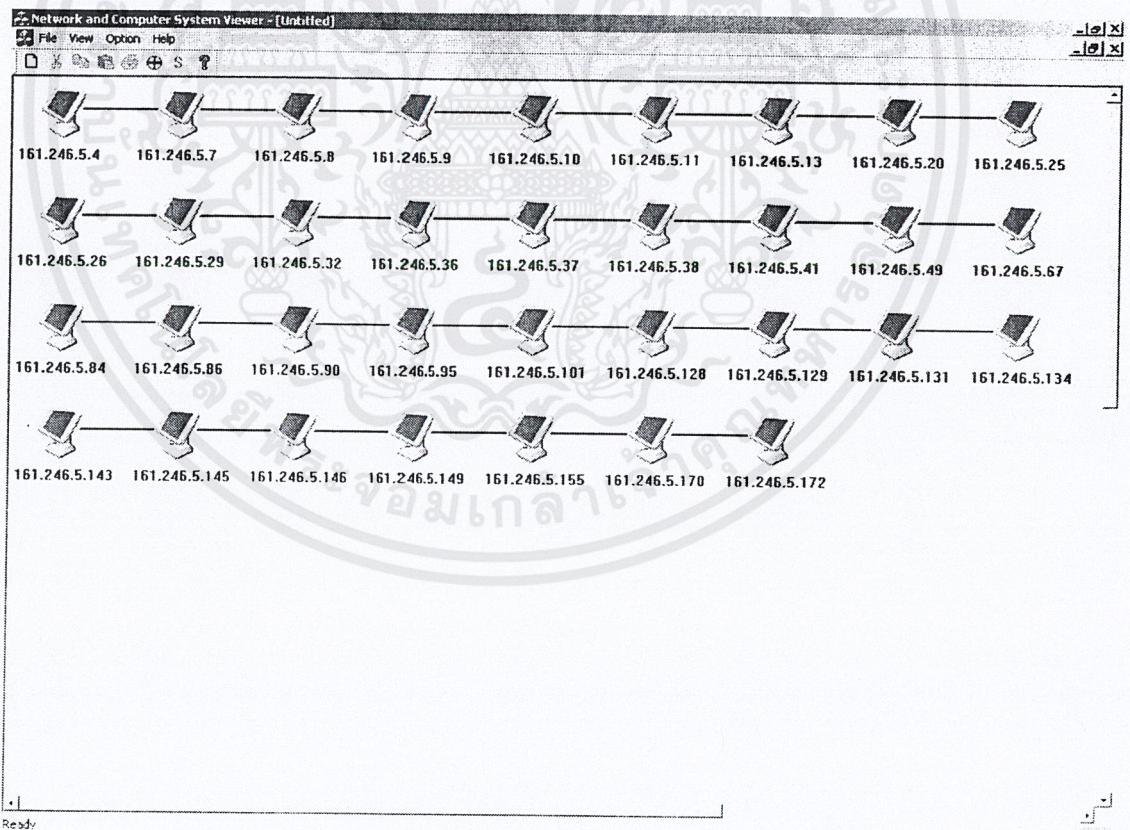 Network and Computer System Viewer - [Untitled]
File View Option Help
S ?
161.246.5.4 161.246.5.7 161.246.5.8 161.246.5.9 161.246.5.10 161.246.5.11 161.246.5.13 161.246.5.20 161.246.5.25
161.246.5.26 161.246.5.29 161.246.5.32 161.246.5.36 161.246.5.37 161.246.5.38 161.246.5.41 161.246.5.49 161.246.5.67
161.246.5.84 161.246.5.86 161.246.5.90 161.246.5.95 161.246.5.101 161.246.5.128 161.246.5.129 161.246.5.131 161.246.5.134
161.246.5.143 161.246.5.145 161.246.5.146 161.246.5.149 161.246.5.155 161.246.5.170 161.246.5.172
Ready